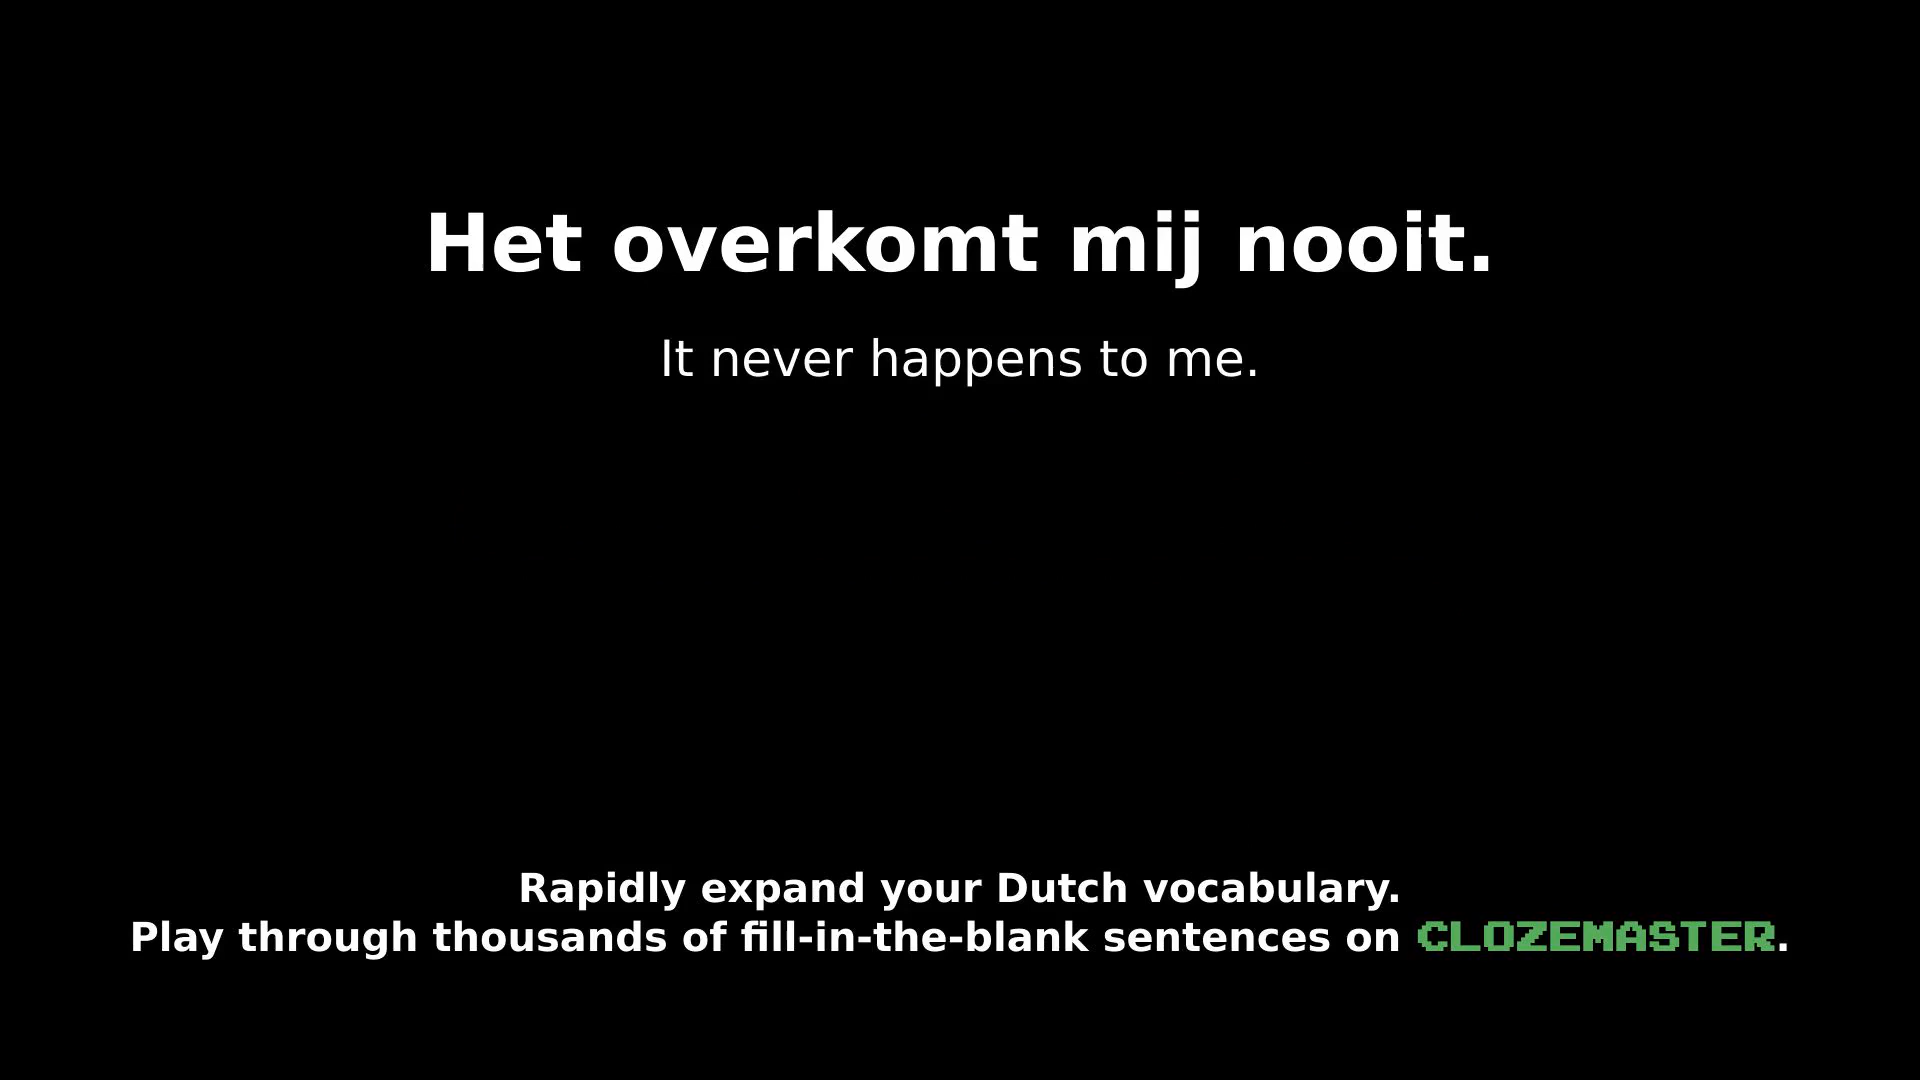 Het overkomt mij nooit.
It never happens to me.
Rapidly expand your Dutch vocabulary.
Play through thousands of fill-in-the-blank sentences on CLOZEMASTER.